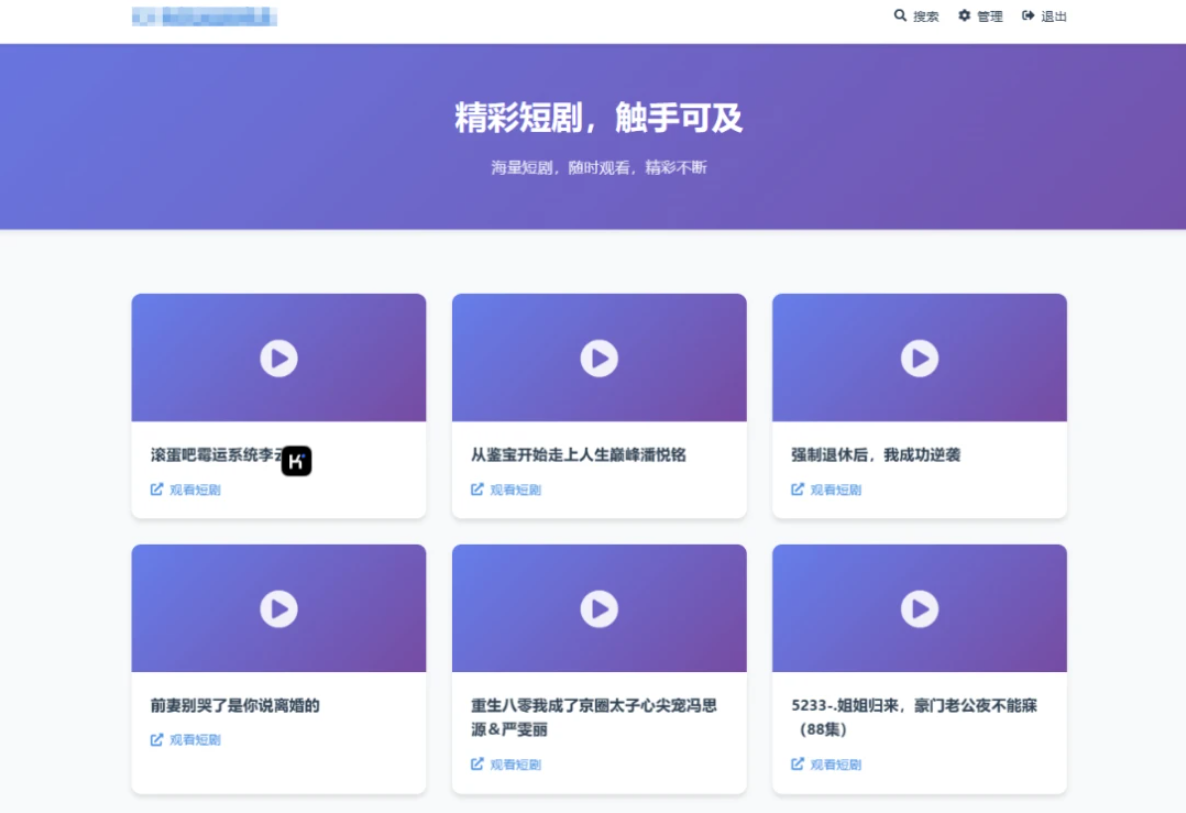 搜索 管理 退出
精彩短剧，触手可及
海量短剧，随时观看，精彩不断
滚蛋吧霉运系统李
K
观看短剧
从鉴宝开始走上人生巅峰潘悦铭
观看短剧
强制退休后，我成功逆袭
观看短剧
前妻别哭了是你说离婚的
观看短剧
重生八零我成了京圈太子心尖宠冯思
源&严雯丽
观看短剧
5233-.姐姐归来，豪门老公夜不能寐
（88集）
观看短剧